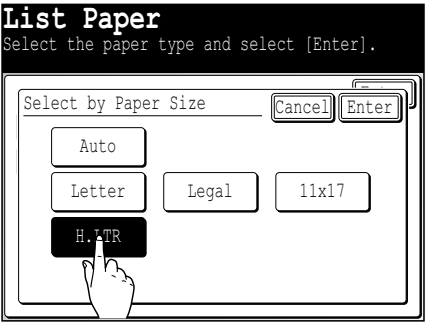 List Paper
Select the paper type and select [Enter].
Select by Paper Size
Cancel
Enter
Auto
Letter
Legal
11x17
H.LTR